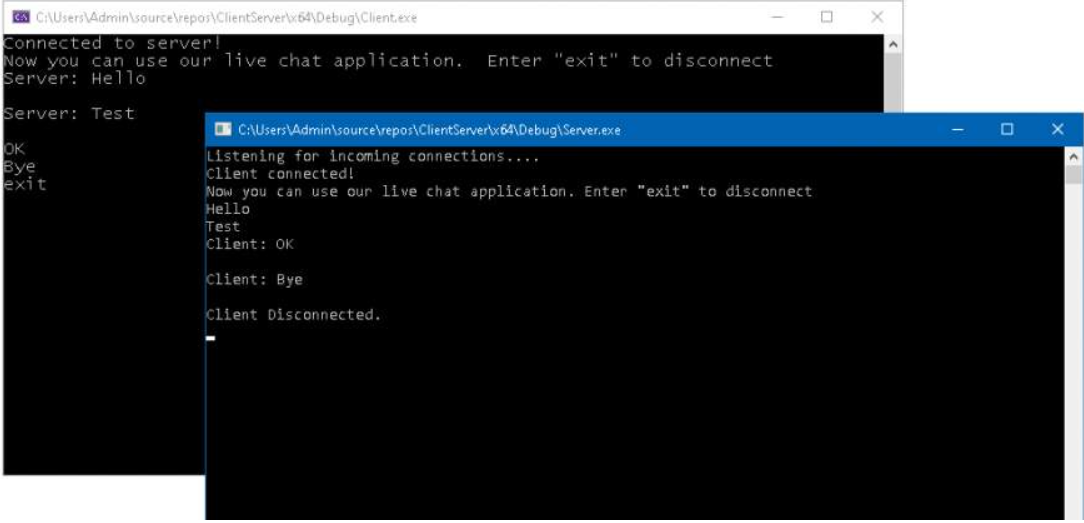 C:\Users\Admin\source\repos\ClientServer\x64\Debug\Client.exe
Connected to server!
Now you can use our live chat application.  Enter "exit" to disconnect
Server: Hello
Server: Test
OK
Bye
exit
C:\Users\Admin\source\repos\ClientServer\x64\Debug\Server.exe
Listening for incoming connections....
Client connected!
Now you can use our live chat application. Enter "exit" to disconnect
Hello
Test
Client: OK
Client: Bye
Client Disconnected.